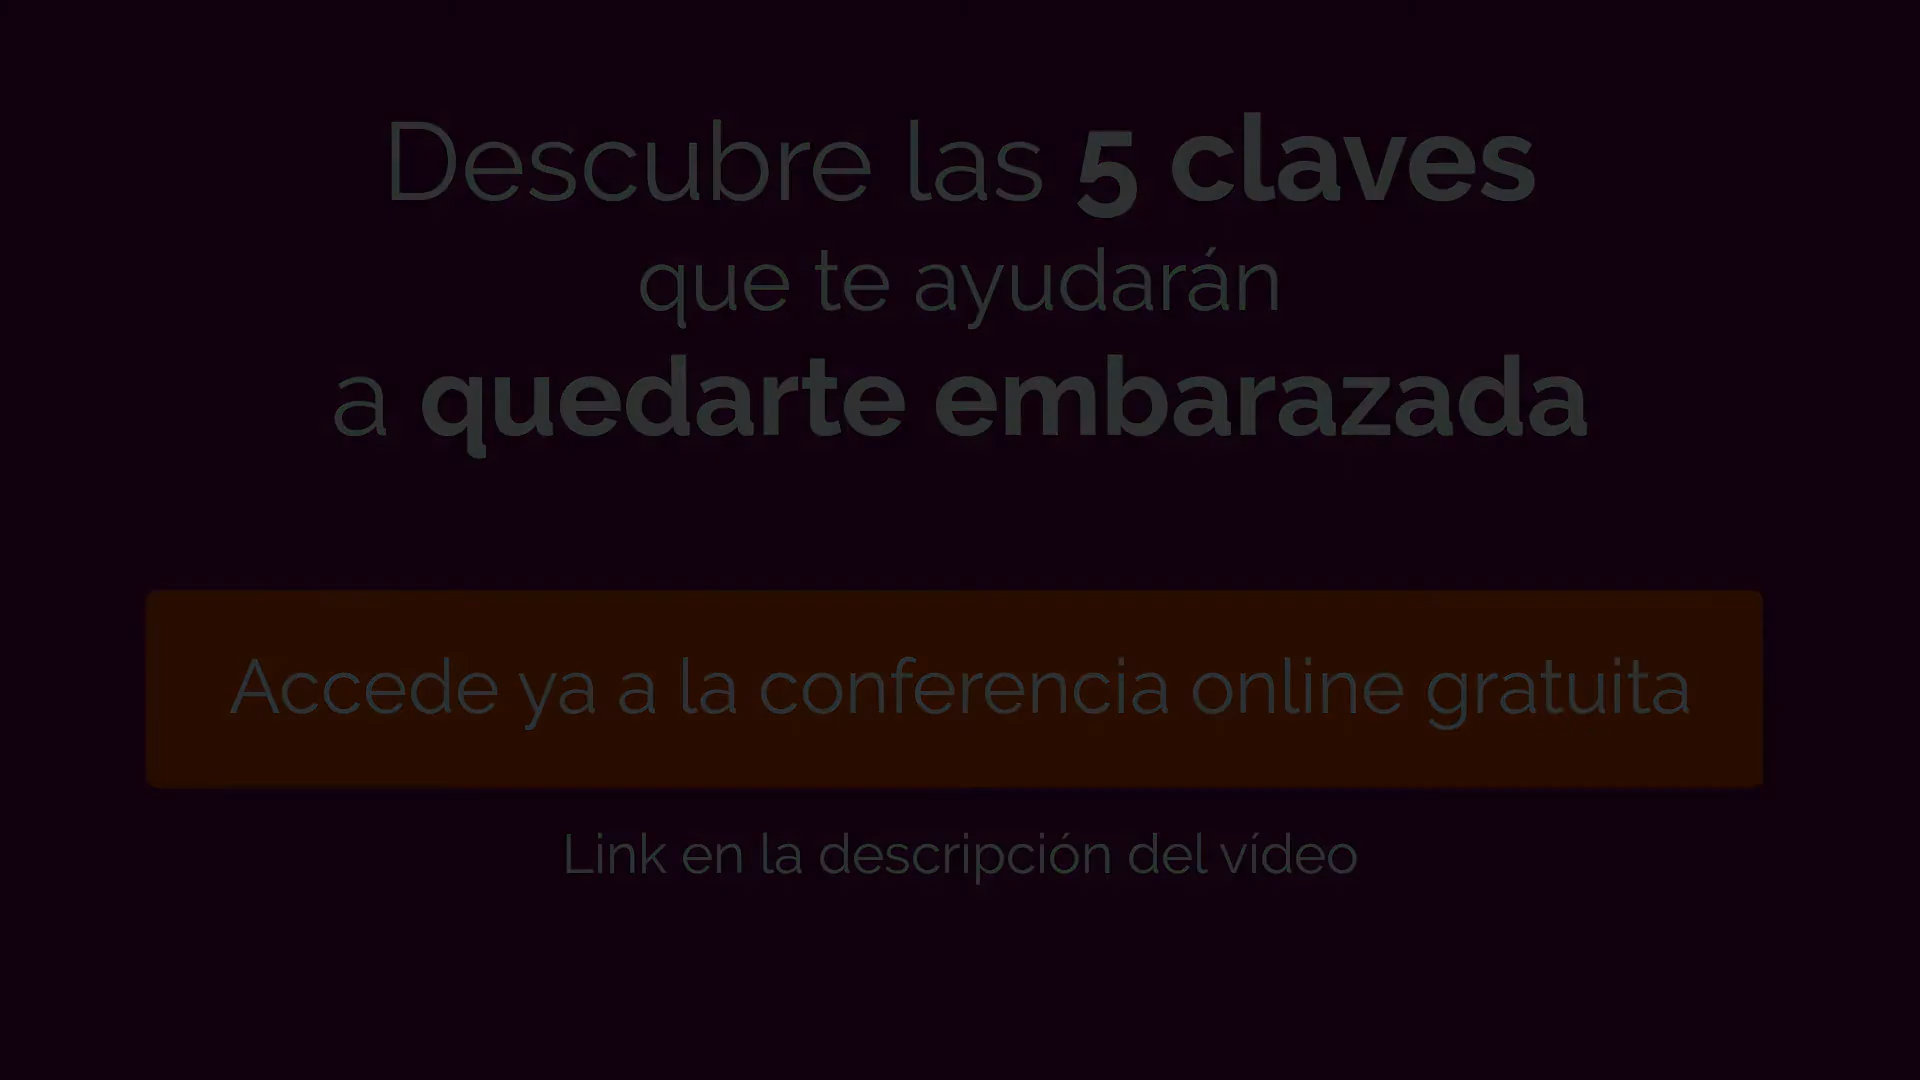 Descubre las 5 claves
que te ayudarán
a quedarte embarazada
Accede ya a la conferencia online gratuita
Link en la descripción del vídeo